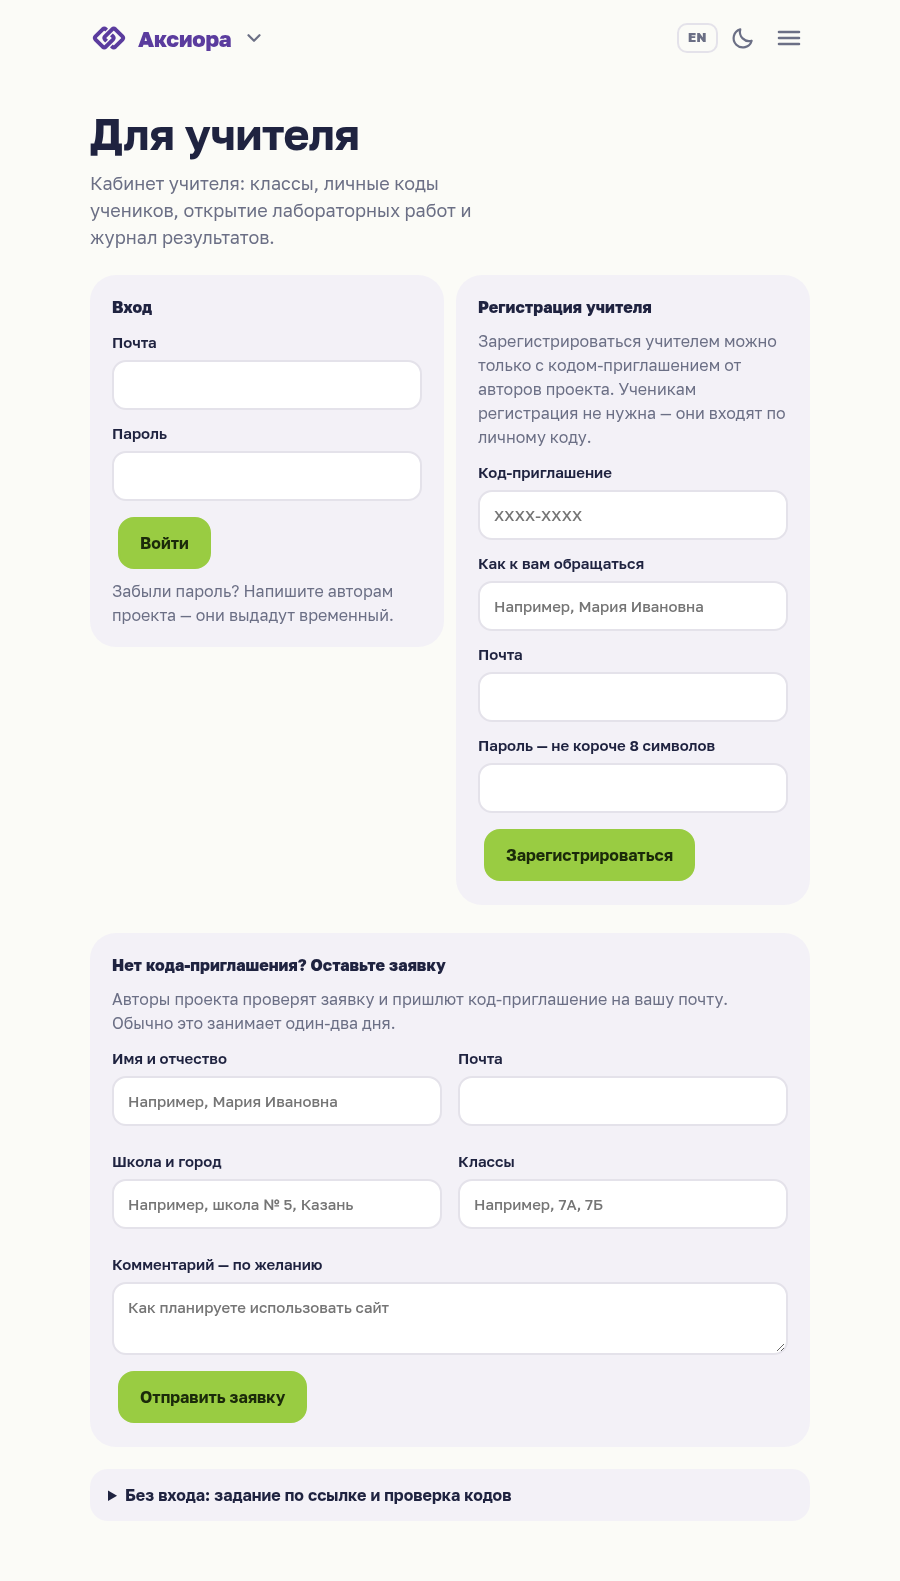 Аксиора
EN
Для учителя
Кабинет учителя: классы, личные коды
учеников, открытие лабораторных работ и
журнал результатов.
Вход
Почта
Пароль
Войти
Забыли пароль? Напишите авторам
проекта — они выдадут временный.
Регистрация учителя
Зарегистрироваться учителем можно
только с кодом-приглашением от
авторов проекта. Ученикам
регистрация не нужна — они входят по
личному коду.
Код-приглашение
XXXX-XXXX
Как к вам обращаться
Например, Мария Ивановна
Почта
Пароль — не короче 8 символов
Зарегистрироваться
Нет кода-приглашения? Оставьте заявку
Авторы проекта проверят заявку и пришлют код-приглашение на вашу почту.
Обычно это занимает один-два дня.
Имя и отчество
Например, Мария Ивановна
Почта
Школа и город
Например, школа № 5, Казань
Классы
Например, 7А, 7Б
Комментарий — по желанию
Как планируете использовать сайт
Отправить заявку
Без входа: задание по ссылке и проверка кодов